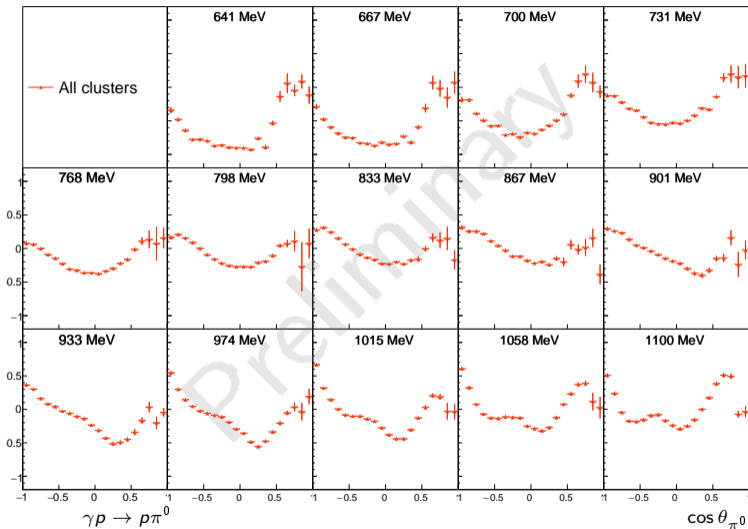 641 MeV 667 MeV 700 MeV 731 MeV
All clusters
768 MeV 798 MeV 833 MeV 867 MeV 901 MeV
1
0.5
0
−0.5
−1
933 MeV 974 MeV 1015 MeV 1058 MeV 1100 MeV
0.5
0
0.5
−1
−1 −0.5 0 0.5 1 −0.5 0 0.5 1 −0.5 0 0.5 1 −0.5 0 0.5 1 −0.5 0 0.5
γp → pπ⁰
cos θπ⁰
Preliminary